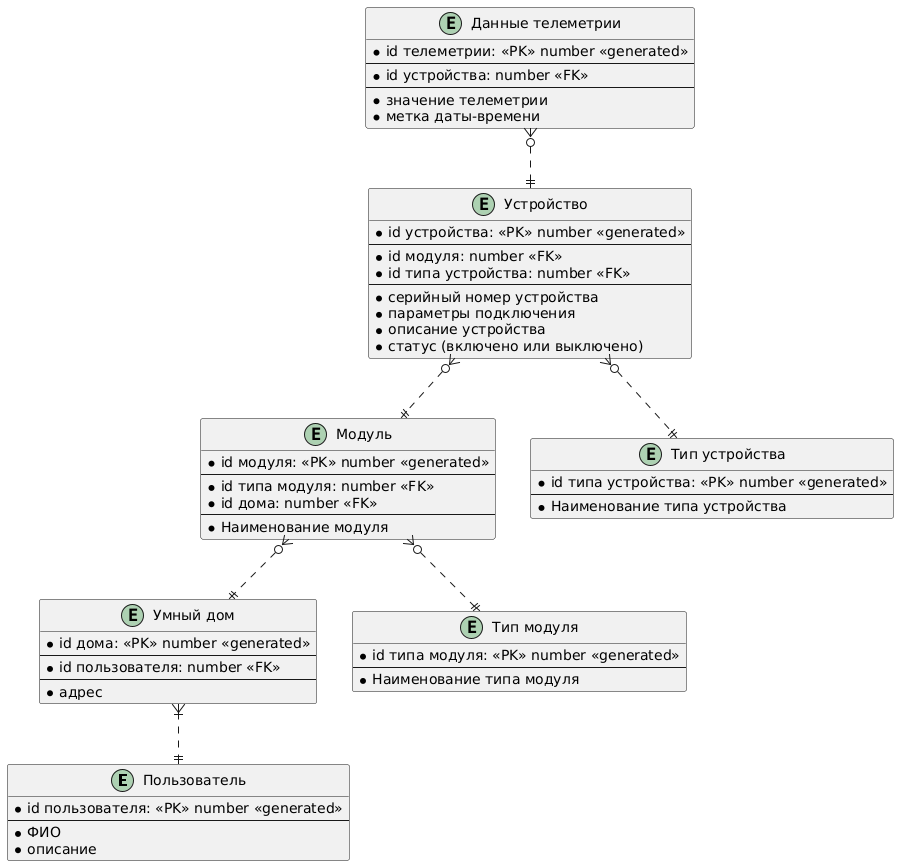 E Данные телеметрии
id телеметрии: «PK» number «generated»
id устройства: number «FK»
значение телеметрии
метка даты-времени
E Устройство
id устройства: «PK» number «generated»
id модуля: number «FK»
id типа устройства: number «FK»
серийный номер устройства
параметры подключения
описание устройства
статус (включено или выключено)
E Модуль
id модуля: «PK» number «generated»
id типа модуля: number «FK»
id дома: number «FK»
Наименование модуля
E Тип устройства
id типа устройства: «PK» number «generated»
Наименование типа устройства
E Умный дом
id дома: «PK» number «generated»
id пользователя: number «FK»
адрес
E Тип модуля
id типа модуля: «PK» number «generated»
Наименование типа модуля
E Пользователь
id пользователя: «PK» number «generated»
ФИО
описание